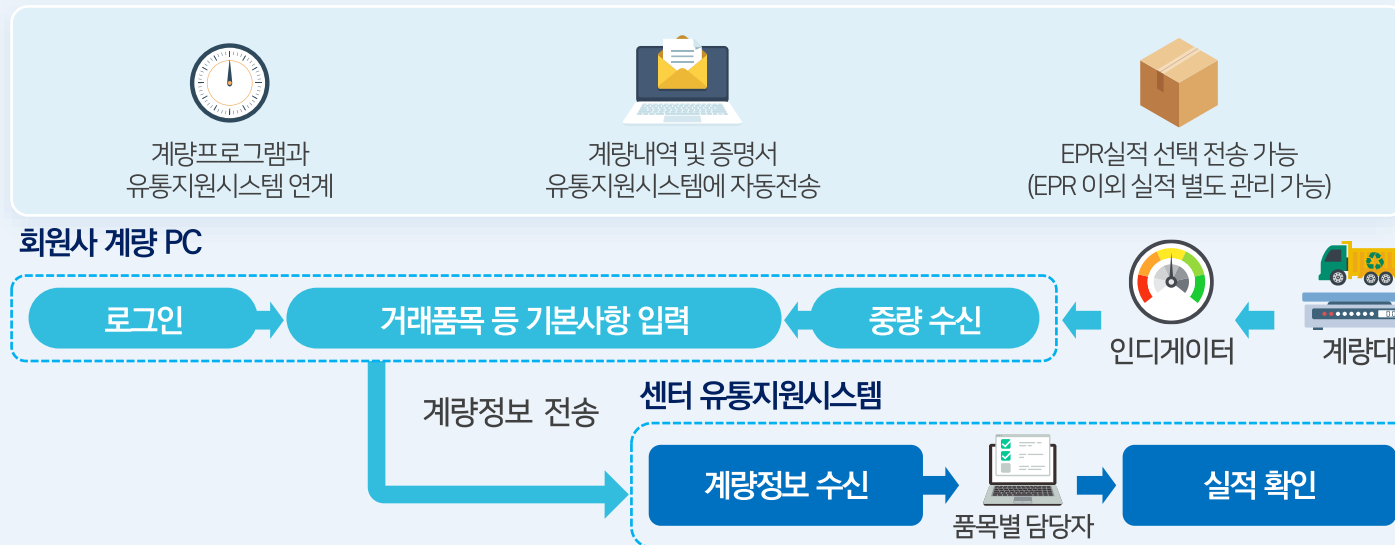 계량프로그램과
유통지원시스템 연계
계량내역 및 증명서
유통지원시스템에 자동전송
EPR실적 선택 전송 가능
(EPR 이외 실적 별도 관리 가능)
회원사 계량 PC
로그인
거래품목 등 기본사항 입력
중량 수신
인디게이터
계량대
계량정보 전송
센터 유통지원시스템
계량정보 수신
품목별 담당자
실적 확인